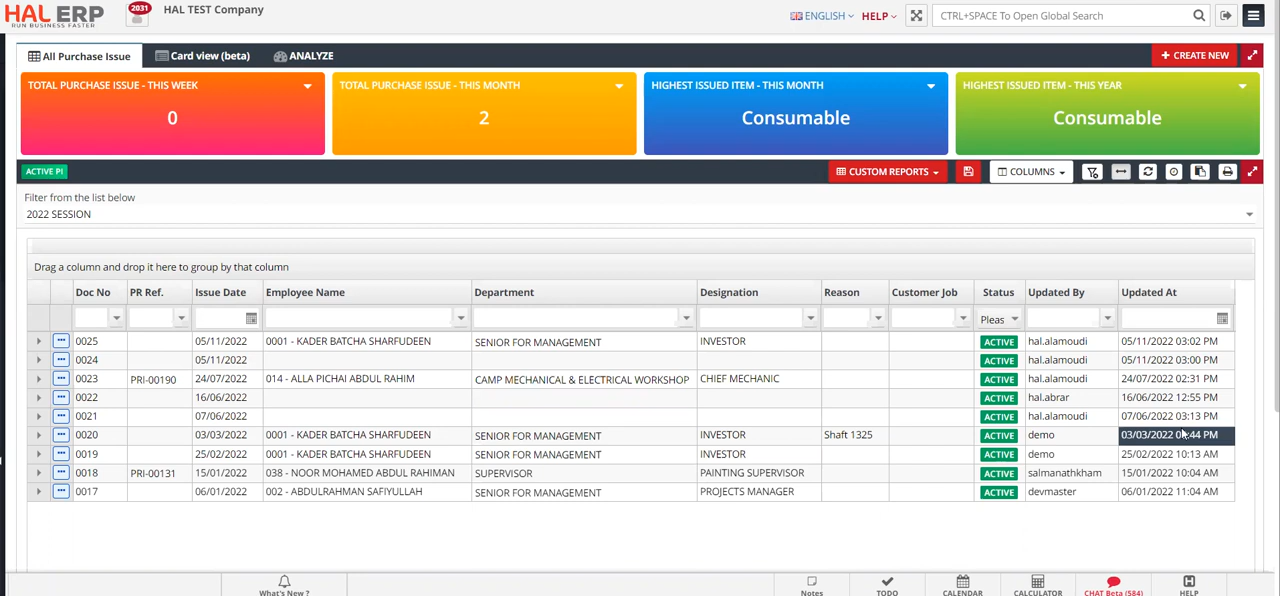 HAL ERP
RUN BUSINESS FASTER
2031
HAL TEST Company
ENGLISH
HELP
CTRL+SPACE To Open Global Search
All Purchase Issue
Card view (beta)
ANALYZE
+ CREATE NEW
TOTAL PURCHASE ISSUE - THIS WEEK
0
TOTAL PURCHASE ISSUE - THIS MONTH
2
HIGHEST ISSUED ITEM - THIS MONTH
Consumable
HIGHEST ISSUED ITEM - THIS YEAR
Consumable
ACTIVE PI
CUSTOM REPORTS
COLUMNS
Filter from the list below
2022 SESSION
Drag a column and drop it here to group by that column
Doc No PR Ref. Issue Date Employee Name Department Designation Reason Customer Job Status Updated By Updated At
Pleas
0025 05/11/2022 0001 - KADER BATCHA SHARFUDEEN SENIOR FOR MANAGEMENT INVESTOR ACTIVE hal.alamoudi 05/11/2022 03:02 PM
0024 05/11/2022 ACTIVE hal.alamoudi 05/11/2022 03:00 PM
0023 PRI-00190 24/07/2022 014 - ALLA PICHAI ABDUL RAHIM CAMP MECHANICAL & ELECTRICAL WORKSHOP CHIEF MECHANIC ACTIVE hal.alamoudi 24/07/2022 02:31 PM
0022 16/06/2022 ACTIVE hal.abrar 16/06/2022 12:55 PM
0021 07/06/2022 ACTIVE hal.alamoudi 07/06/2022 03:13 PM
0020 03/03/2022 0001 - KADER BATCHA SHARFUDEEN SENIOR FOR MANAGEMENT INVESTOR Shaft 1325 ACTIVE demo 03/03/2022 PM
0019 25/02/2022 0001 - KADER BATCHA SHARFUDEEN SENIOR FOR MANAGEMENT INVESTOR ACTIVE demo 25/02/2022 10:13 AM
0018 PRI-00131 15/01/2022 038 - NOOR MOHAMED ABDUL RAHIMAN SUPERVISOR PAINTING SUPERVISOR ACTIVE salmanathkham 15/01/2022 10:04 AM
0017 06/01/2022 002 - ABDULRAHMAN SAFIYULLAH SENIOR FOR MANAGEMENT PROJECTS MANAGER ACTIVE devmaster 06/01/2022 11:04 AM
What's New ?
Notes
TODO
CALENDAR
CALCULATOR
CHAT Beta (584)
HELP